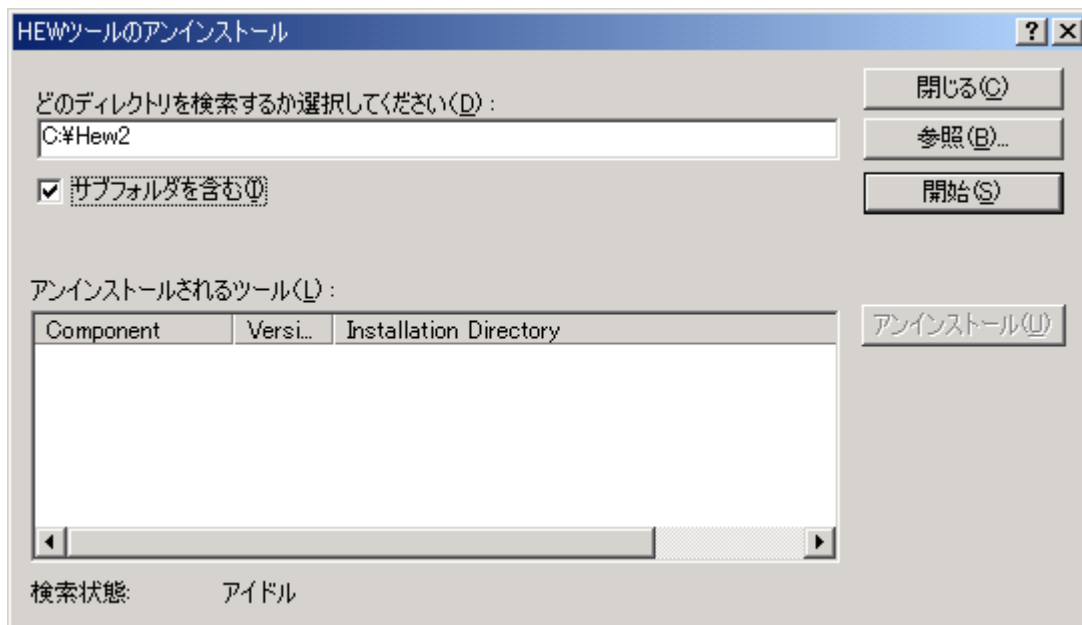 HEWツールのアンインストール
どのディレクトリを検索するか選択してください(D):
閉じる(C)
C:¥Hew2
参照(B)...
サブフォルダを含む(I)
開始(S)
アンインストールされるツール(L):
Component Versi... Installation Directory
アンインストール(U)
検索状態: アイドル